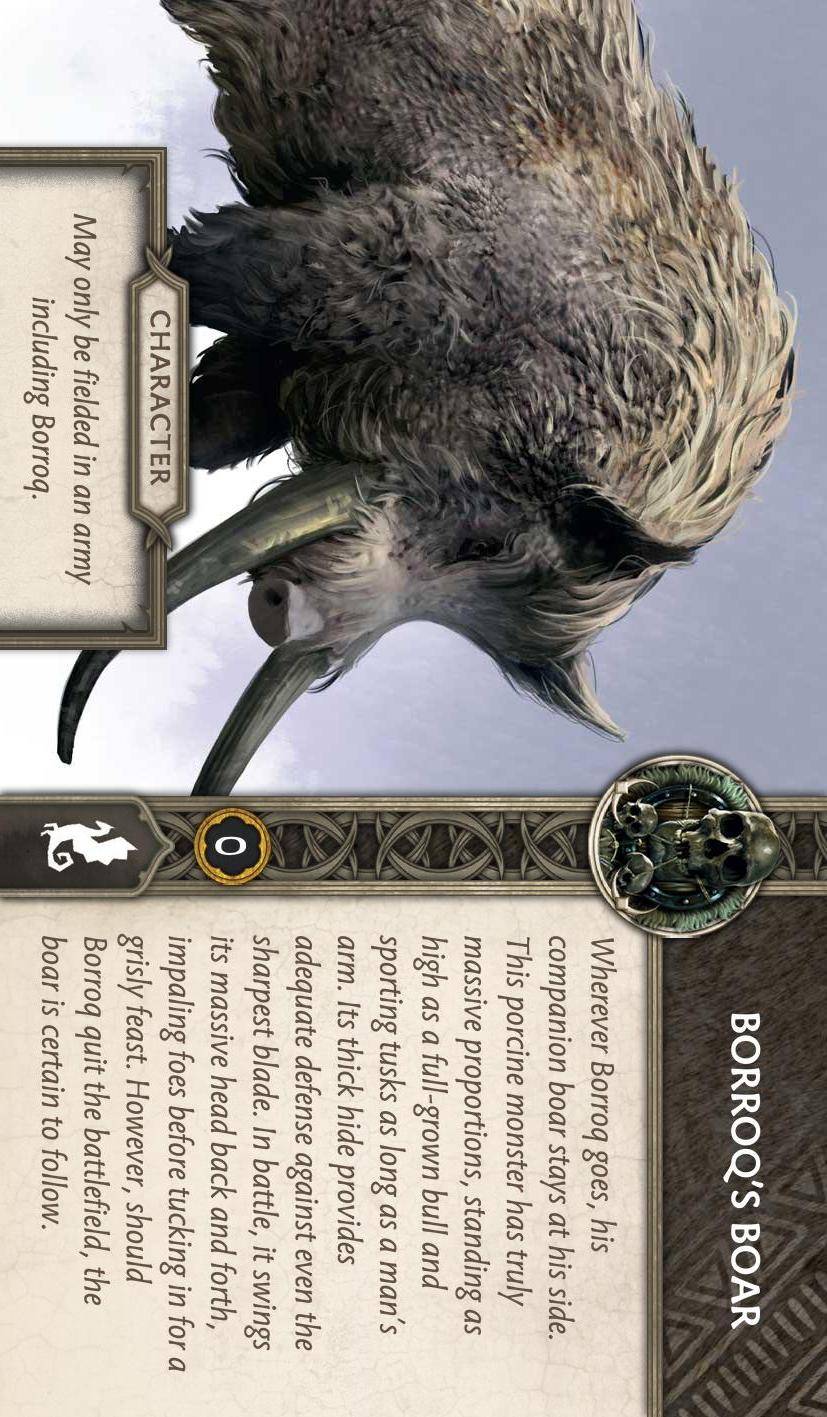 BORROQ'S BOAR
Wherever Borroq goes, his
companion boar stays at his side.
This porcine monster has truly
massive proportions, standing as
high as a full-grown bull and
sporting tusks as long as a man's
arm. Its thick hide provides
adequate defense against even the
sharpest blade. In battle, it swings
its massive head back and forth,
impaling foes before tucking in for a
grisly feast. However, should
Borroq quit the battlefield, the
boar is certain to follow.
0
CHARACTER
May only be fielded in an army
including Borroq.